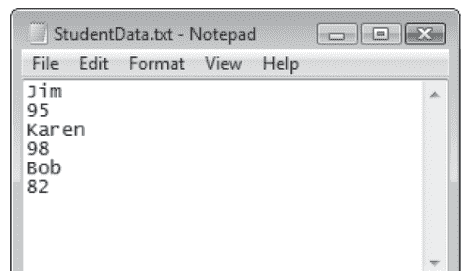 StudentData.txt - Notepad
File Edit Format View Help
Jim
95
Karen
98
Bob
82